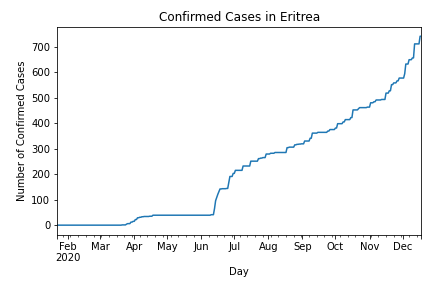 Confirmed Cases in Eritrea
Number of Confirmed Cases
700
600
500
400
300
200
100
0
Feb Mar Apr May Jun Jul Aug Sep Oct Nov Dec
2020
Day